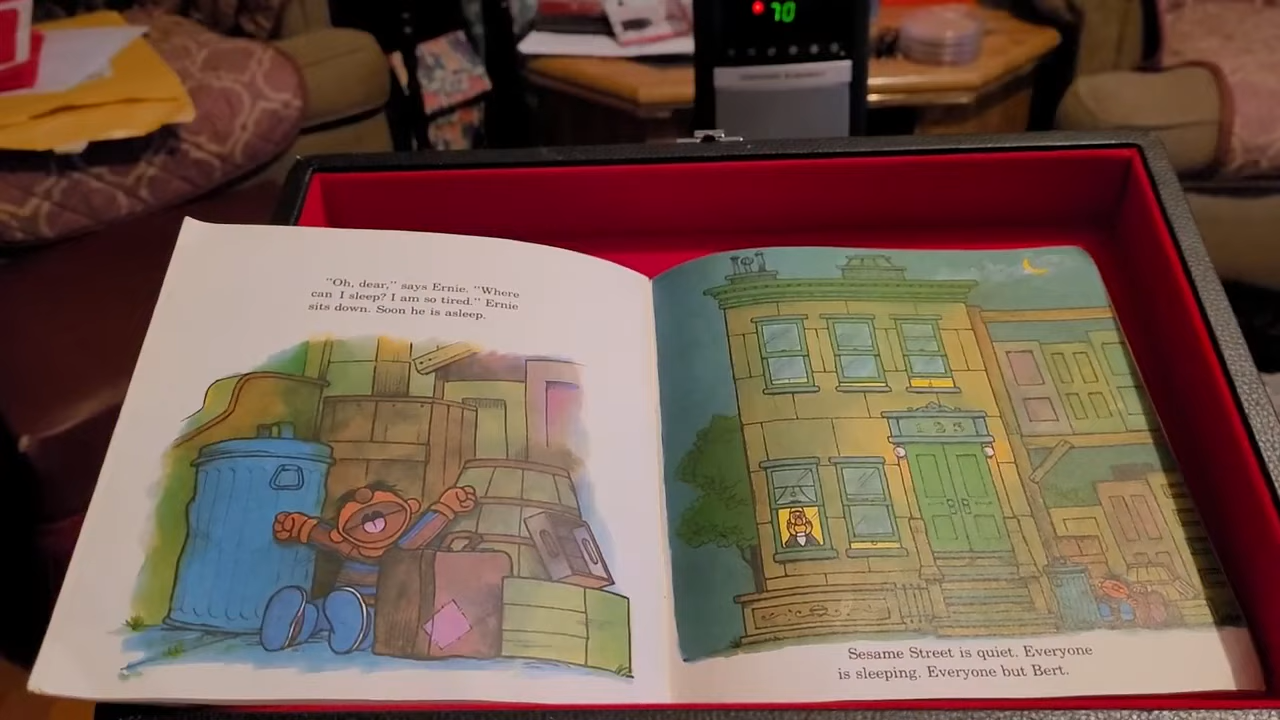 70
"Oh, dear," says Ernie. "Where
can I sleep? I am so tired." Ernie
sits down. Soon he is asleep.
123
Sesame Street is quiet. Everyone
is sleeping. Everyone but Bert.